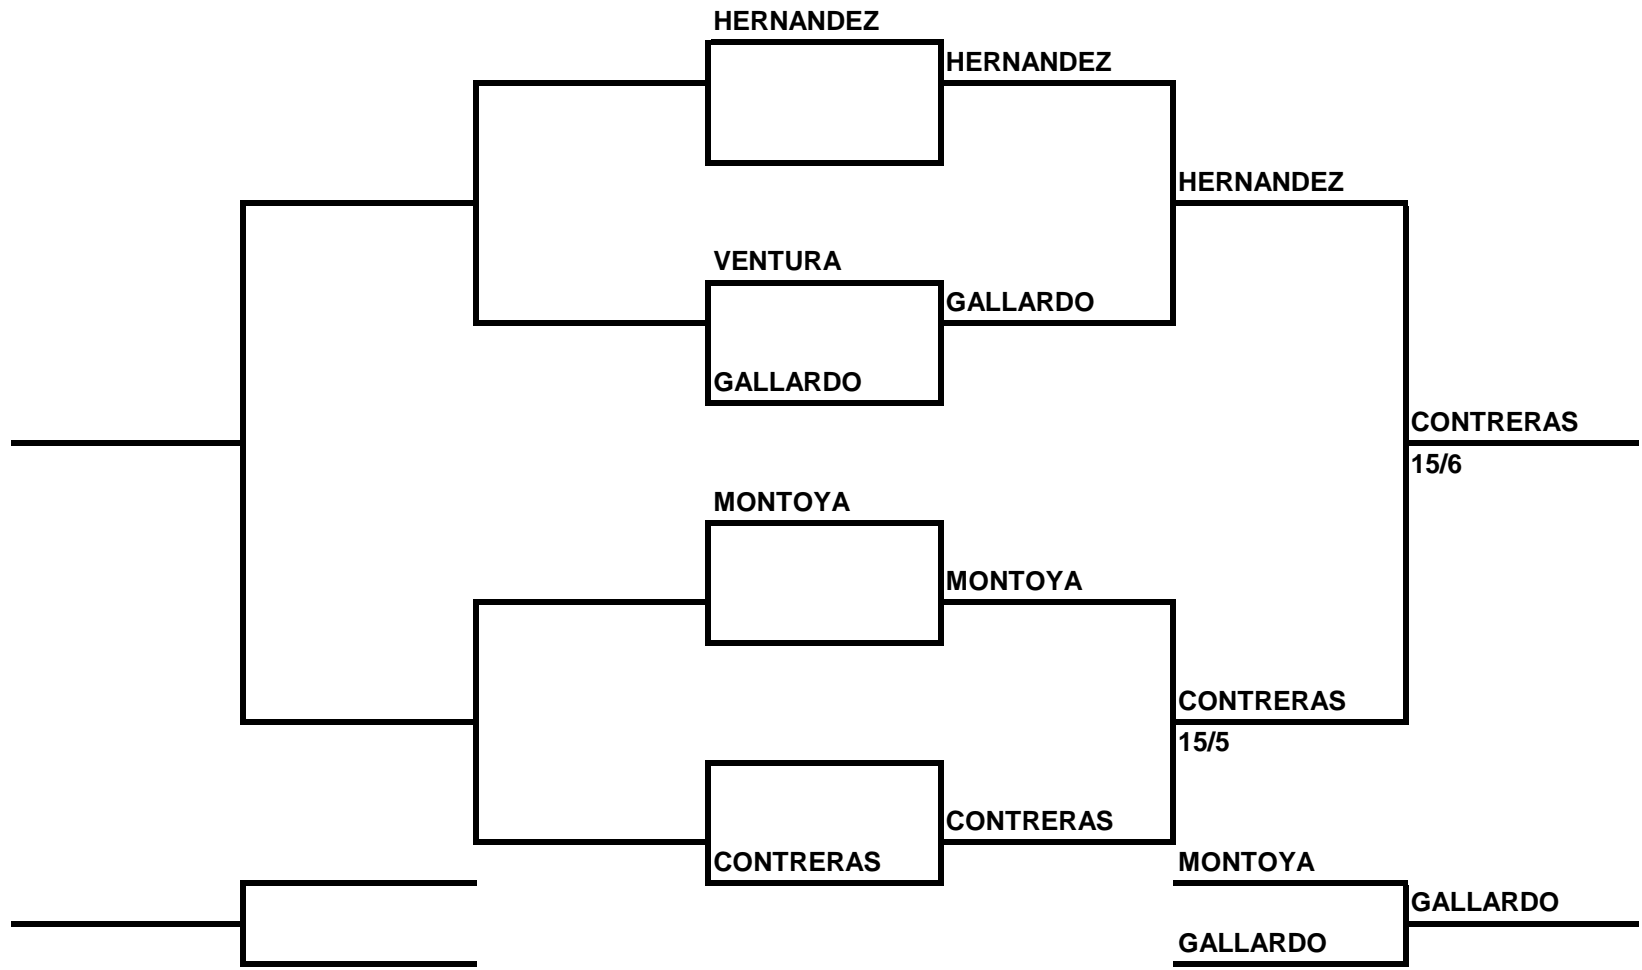 HERNANDEZ
HERNANDEZ
HERNANDEZ
VENTURA
GALLARDO
GALLARDO
CONTRERAS
15/6
MONTOYA
MONTOYA
CONTRERAS
15/5
CONTRERAS
CONTRERAS
MONTOYA
GALLARDO
GALLARDO